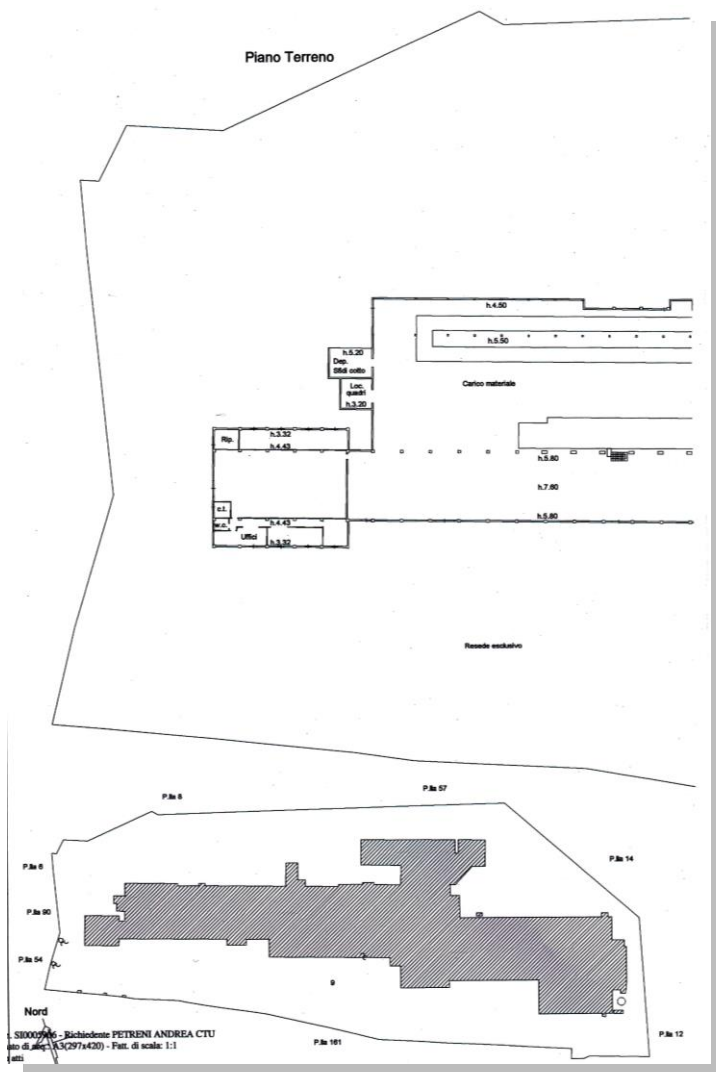 Piano Terreno
h.4.50
h.5.20
Dep.
Sfidi cotto
h.5.50
Loc.
quadri
h.3.20
Carico materiale
h.3.32
Rip.
h.4.43
h.5.80
h.7.60
c.t.
w.c.
h.4.43
h.5.80
Uffici
h.3.32
Resede esclusivo
P.lla 8
P.lla 57
P.lla 6
P.lla 14
P.lla 90
P.lla 54
9
Nord
- Richiedente PETRENI ANDREA CTU
A3(297x420) - Fatt. di scala: 1:1
P.lla 161
P.lla 12